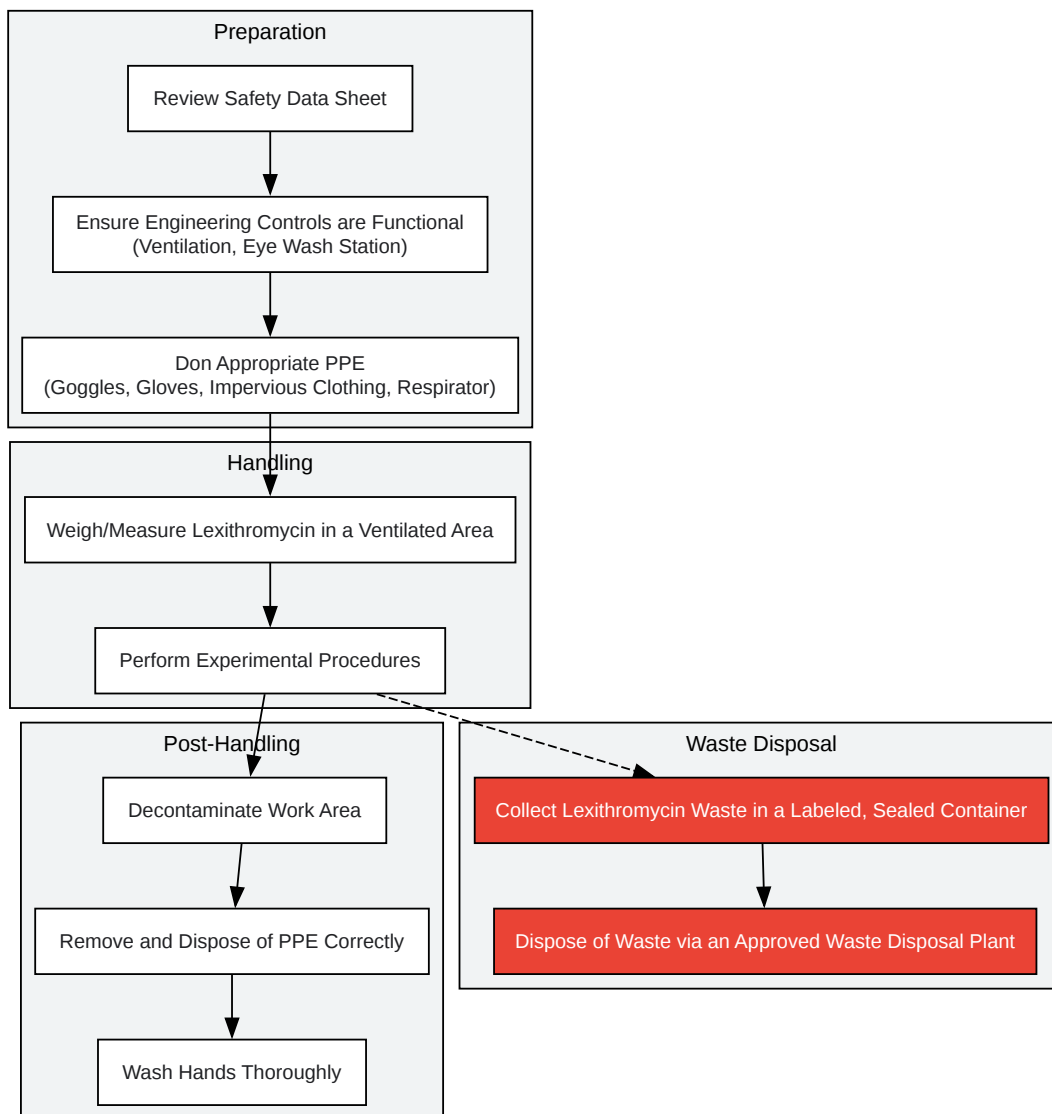 Preparation
Review Safety Data Sheet
Ensure Engineering Controls are Functional
(Ventilation, Eye Wash Station)
Don Appropriate PPE
(Goggles, Gloves, Impervious Clothing, Respirator)
Handling
Weigh/Measure Lexithromycin in a Ventilated Area
Perform Experimental Procedures
Post-Handling
Decontaminate Work Area
Remove and Dispose of PPE Correctly
Wash Hands Thoroughly
Waste Disposal
Collect Lexithromycin Waste in a Labeled, Sealed Container
Dispose of Waste via an Approved Waste Disposal Plant